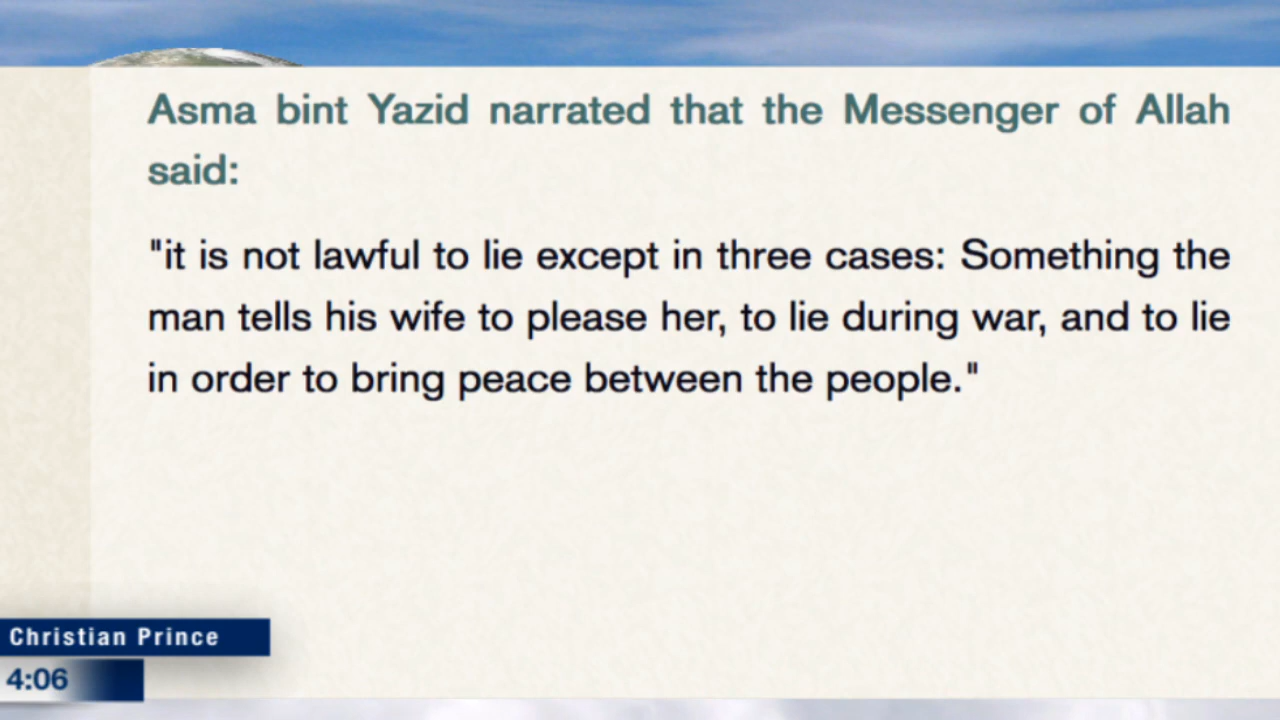 Asma bint Yazid narrated that the Messenger of Allah
said:
"it is not lawful to lie except in three cases: Something the
man tells his wife to please her, to lie during war, and to lie
in order to bring peace between the people."
Christian Prince
4:06